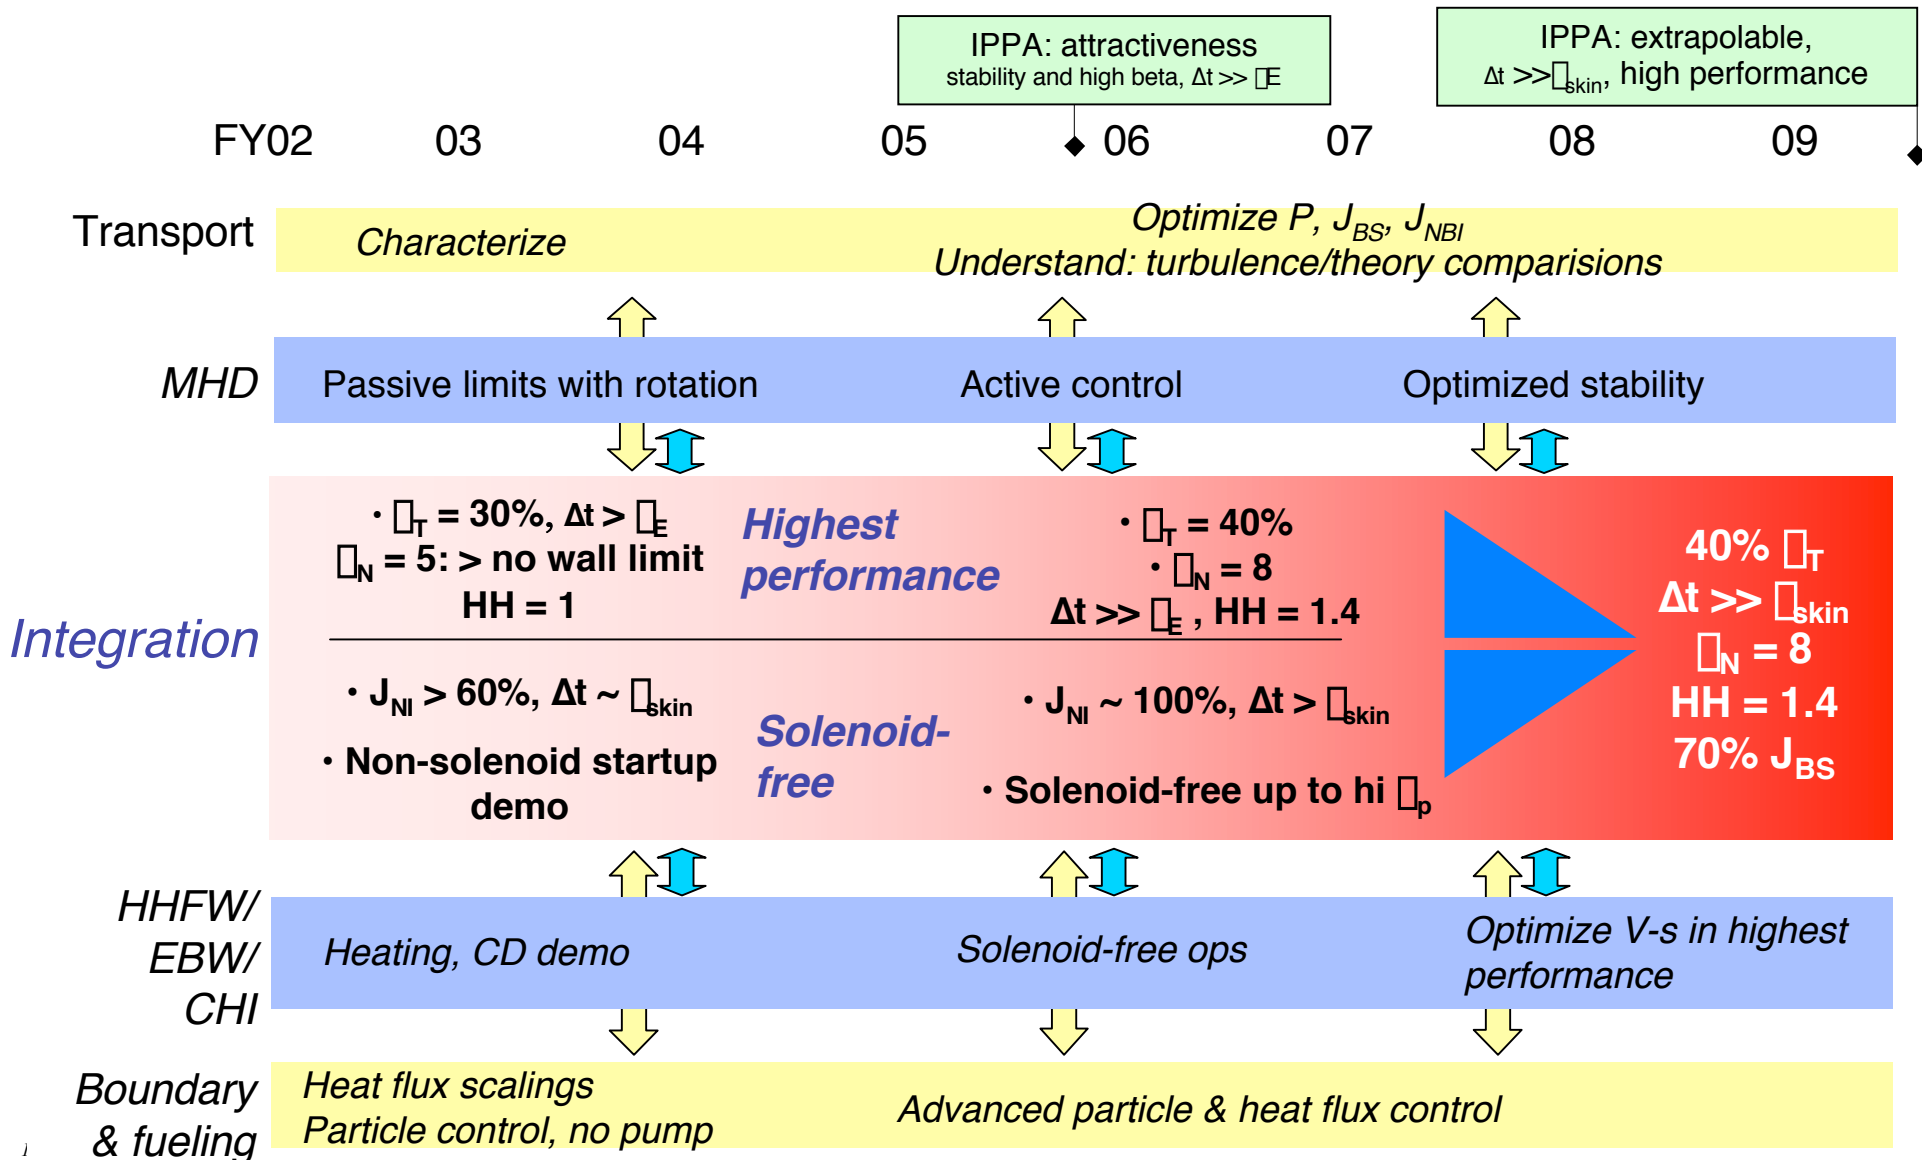 IPPA: attractiveness
stability and high beta, Δt >> □E
IPPA: extrapolable,
Δt >>□skin, high performance
FY02 03 04 05 06 07 08 09
Transport
Characterize
Optimize P, JBS, JNBI
Understand: turbulence/theory comparisions
MHD
Passive limits with rotation
Active control
Optimized stability
Integration
· □T = 30%, Δt > □E
□N = 5: > no wall limit
HH = 1
Highest
performance
· □T = 40%
· □N = 8
Δt >> □E , HH = 1.4
· JNI > 60%, Δt ~ □skin
· Non-solenoid startup
demo
Solenoid-
free
· JNI ~ 100%, Δt > □skin
· Solenoid-free up to hi □p
40% □T
Δt >> □skin
□N = 8
HH = 1.4
70% JBS
HHFW/
EBW/
CHI
Heating, CD demo
Solenoid-free ops
Optimize V-s in highest
performance
Boundary
& fueling
Heat flux scalings
Particle control, no pump
Advanced particle & heat flux control